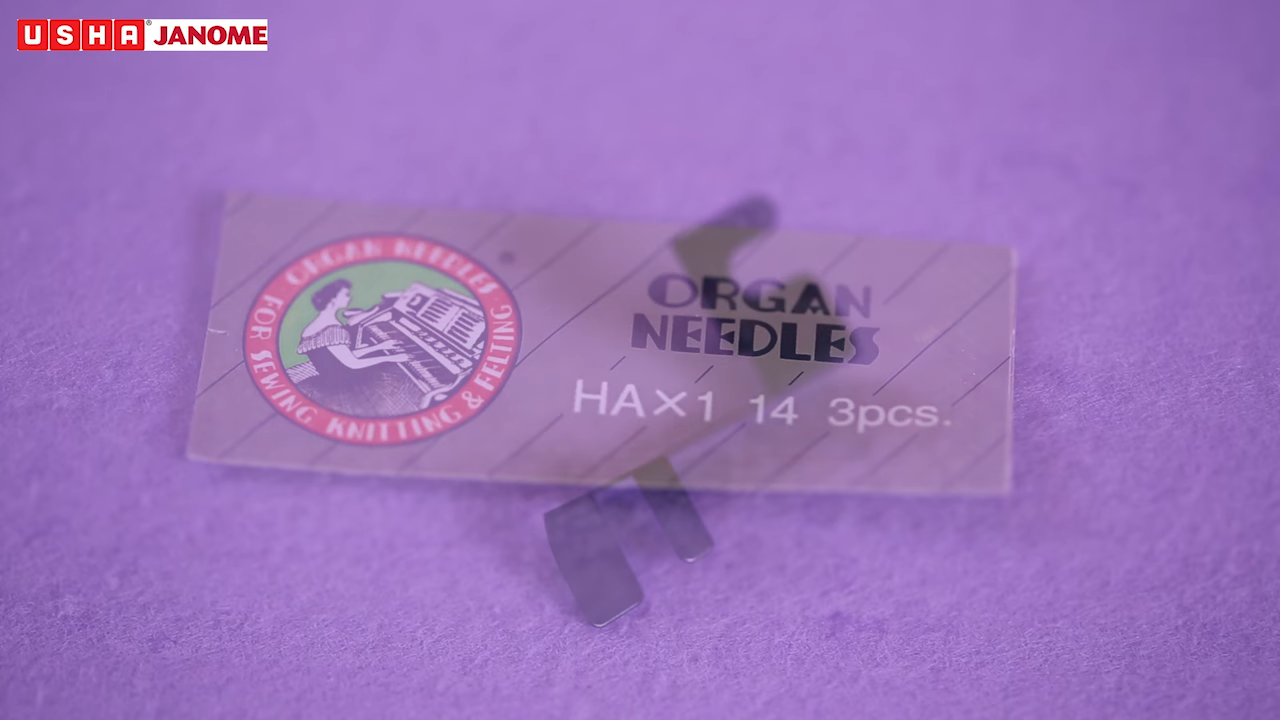 USHA® JANOME
ORGAN NEEDLES
FOR SEWING KNITTING & FELTING
ORGAN
NEEDLES
HA×1 14 3pcs.